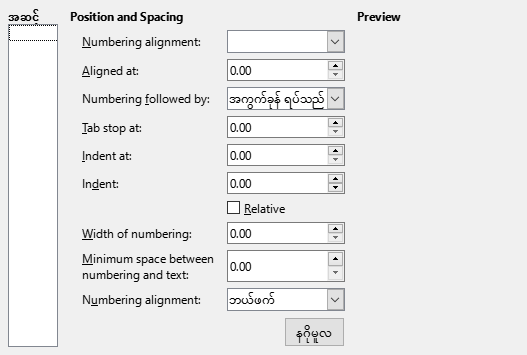 အဆင့်
Position and Spacing
Preview
Numbering alignment:
Aligned at:
0.00
Numbering followed by:
အကွက်ခုန် ရပ်သည်
Tab stop at:
0.00
Indent at:
0.00
Indent:
0.00
Relative
Width of numbering:
0.00
Minimum space between
numbering and text:
0.00
Numbering alignment:
ဘယ်ဖက်
နဂိုမူလ